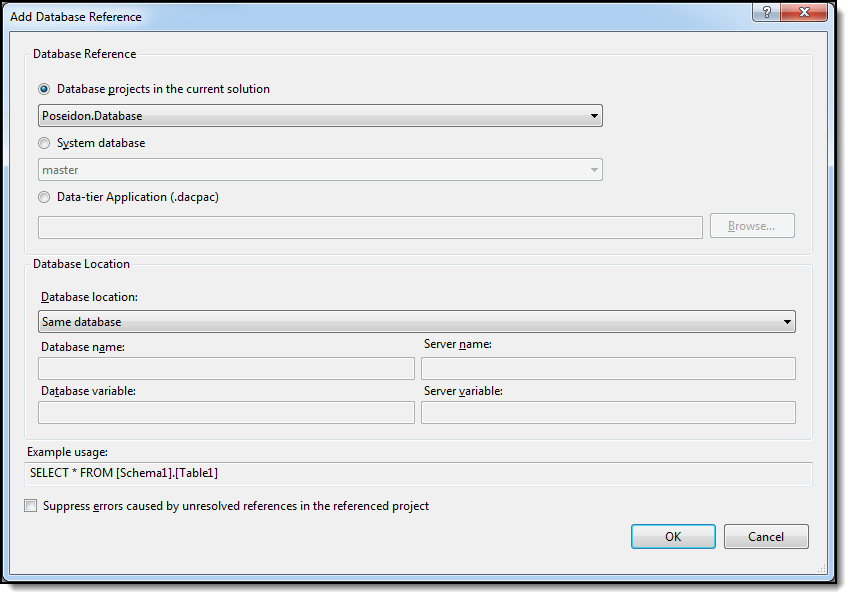 Add Database Reference
?
Database Reference
Database projects in the current solution
Poseidon.Database
System database
master
Data-tier Application (.dacpac)
Browse...
Database Location
Database location:
Same database
Database name:
Server name:
Database variable:
Server variable:
Example usage:
SELECT * FROM [Schema1].[Table1]
Suppress errors caused by unresolved references in the referenced project
OK
Cancel